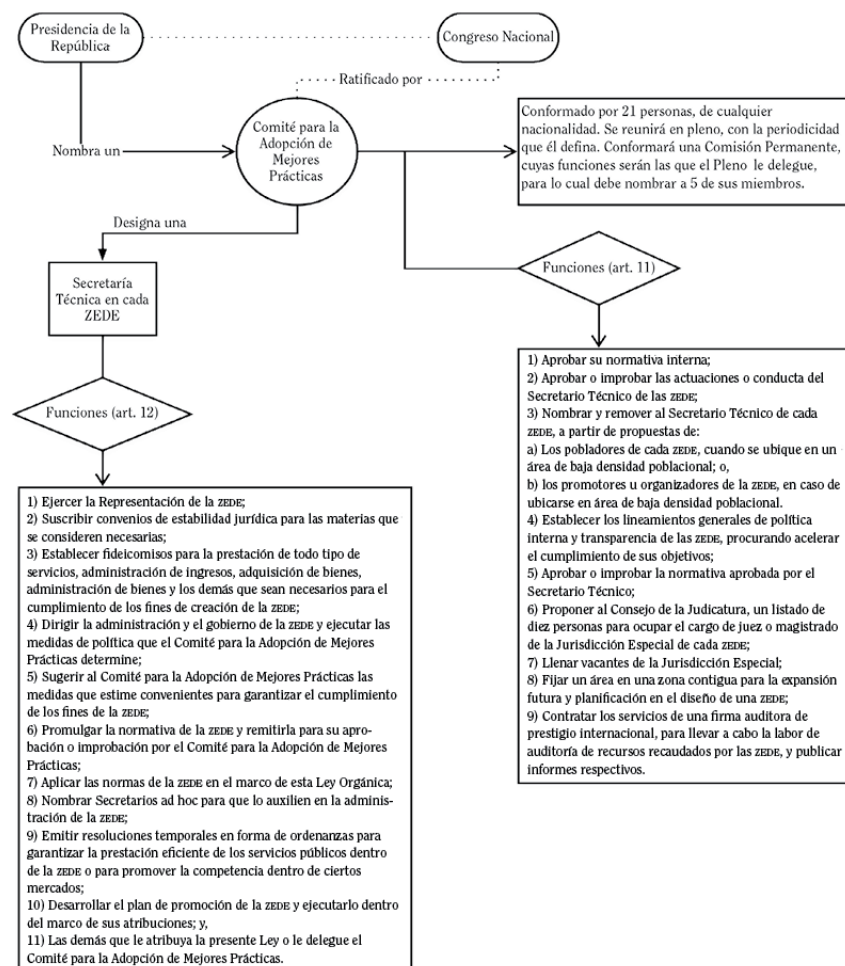 Presidencia de la
República
Congreso Nacional
Ratificado por
Nombra un
Comité para la
Adopción de
Mejores
Prácticas
Conformado por 21 personas, de cualquier
nacionalidad. Se reunirá en pleno, con la periodicidad
que él defina. Conformará una Comisión Permanente,
cuyas funciones serán las que el Pleno le delegue,
para lo cual debe nombrar a 5 de sus miembros.
Designa una
Secretaría
Técnica en cada
ZEDE
Funciones (art. 11)
Funciones (art. 12)
1) Aprobar su normativa interna;
2) Aprobar o improbar las actuaciones o conducta del
Secretario Técnico de las ZEDE;
3) Nombrar y remover al Secretario Técnico de cada
ZEDE, a partir de propuestas de:
a) Los pobladores de cada ZEDE, cuando se ubique en un
área de baja densidad poblacional; o,
b) los promotores u organizadores de la ZEDE, en caso de
ubicarse en área de baja densidad poblacional.
4) Establecer los lineamientos generales de política
interna y transparencia de las ZEDE, procurando acelerar
el cumplimiento de sus objetivos;
5) Aprobar o improbar la normativa aprobada por el
Secretario Técnico;
6) Proponer al Consejo de la Judicatura, un listado de
diez personas para ocupar el cargo de juez o magistrado
de la Jurisdicción Especial de cada ZEDE;
7) Llenar vacantes de la Jurisdicción Especial;
8) Fijar un área en una zona contigua para la expansión
futura y planificación en el diseño de una ZEDE;
9) Contratar los servicios de una firma auditora de
prestigio internacional, para llevar a cabo la labor de
auditoría de recursos recaudados por las ZEDE, y publicar
informes respectivos.
1) Ejercer la Representación de la ZEDE;
2) Suscribir convenios de estabilidad jurídica para las materias que
se consideren necesarias;
3) Establecer fideicomisos para la prestación de todo tipo de
servicios, administración de ingresos, adquisición de bienes,
administración de bienes y los demás que sean necesarios para el
cumplimiento de los fines de creación de la ZEDE;
4) Dirigir la administración y el gobierno de la ZEDE y ejecutar las
medidas de política que el Comité para la Adopción de Mejores
Prácticas determine;
5) Sugerir al Comité para la Adopción de Mejores Prácticas las
medidas que estime convenientes para garantizar el cumplimiento
de los fines de la ZEDE;
6) Promulgar la normativa de la ZEDE y remitirla para su apro-
bación o improbación por el Comité para la Adopción de Mejores
Prácticas;
7) Aplicar las normas de la ZEDE en el marco de esta Ley Orgánica;
8) Nombrar Secretarios ad hoc para que lo auxilien en la adminis-
tración de la ZEDE;
9) Emitir resoluciones temporales en forma de ordenanzas para
garantizar la prestación eficiente de los servicios públicos dentro
de la ZEDE o para promover la competencia dentro de ciertos
mercados;
10) Desarrollar el plan de promoción de la ZEDE y ejecutarlo dentro
del marco de sus atribuciones; y,
11) Las demás que le atribuya la presente Ley o le delegue el
Comité para la Adopción de Mejores Prácticas.